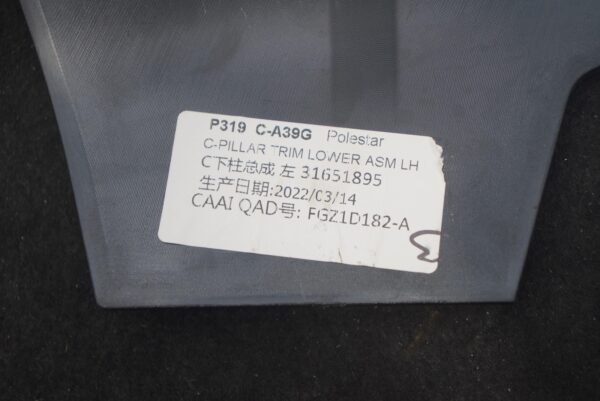 P319 C-A39G Polestar
C-PILLAR TRIM LOWER ASM LH
C下柱总成 左 31651895
生产日期:2022/03/14
CAAI QAD号: FGZ1D182-A